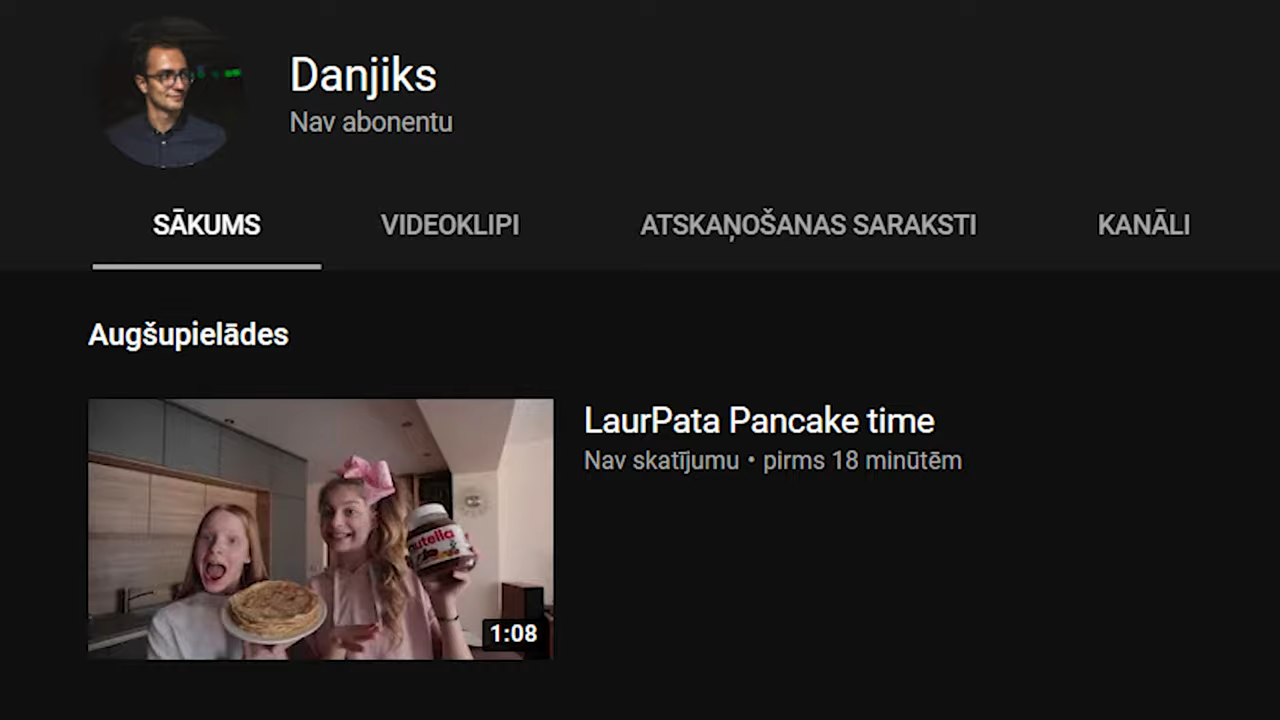 Danjiks
Nav abonentu
SĀKUMS VIDEOKLIPI ATSKAŅOŠANAS SARAKSTI KANĀLI
Augšupielādes
LaurPata Pancake time
Nav skatījumu • pirms 18 minūtēm
nutella
1:08